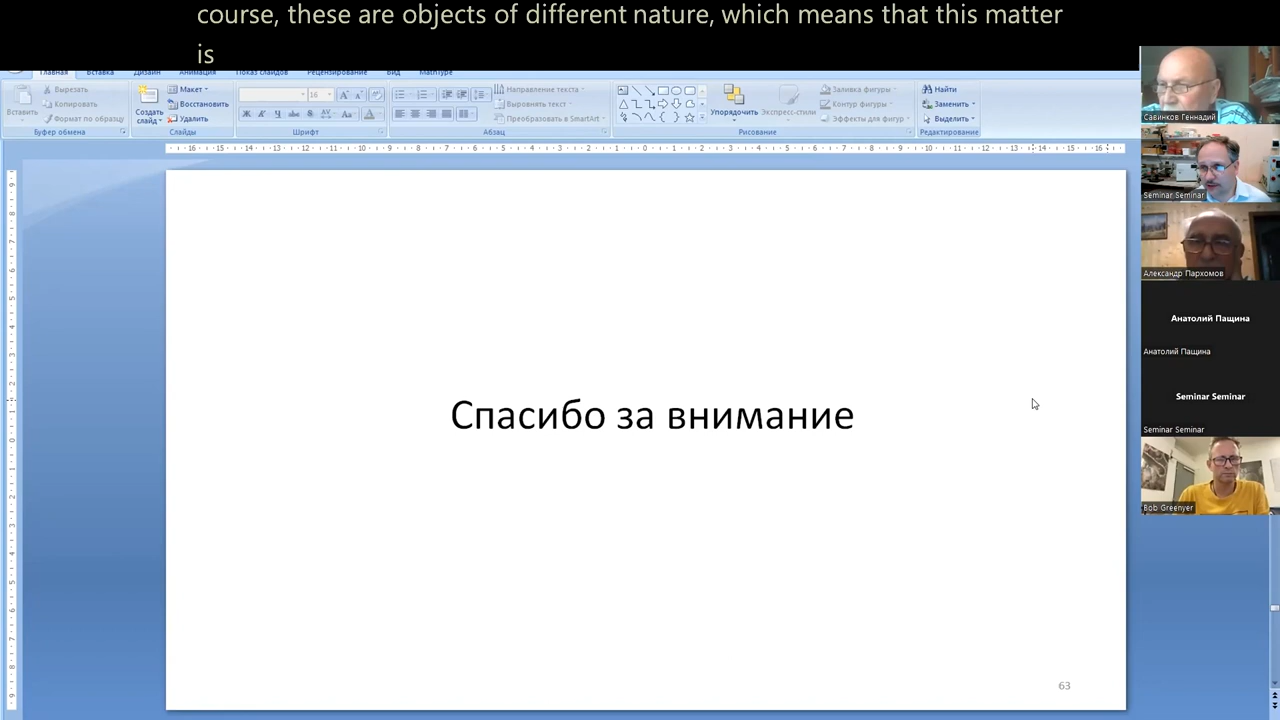 course, these are objects of different nature, which means that this matter
is
Главная Вставка Дизайн Анимация Показ слайдов Рецензирование Вид MathType
Вставить
Вырезать
Копировать
Формат по образцу
Буфер обмена
Создать слайд
Макет
Восстановить
Удалить
Слайды
16
Шрифт
Направление текста
Выровнять текст
Преобразовать в SmartArt
Абзац
Упорядочить
Экспресс-стили
Заливка фигуры
Контур фигуры
Эффекты для фигур
Рисование
Найти
Заменить
Выделить
Редактирование
Спасибо за внимание
63
Савинков Геннадий
Seminar Seminar
Александр Пархомов
Анатолий Пащина
Анатолий Пащина
Seminar Seminar
Seminar Seminar
Bob Greenyer